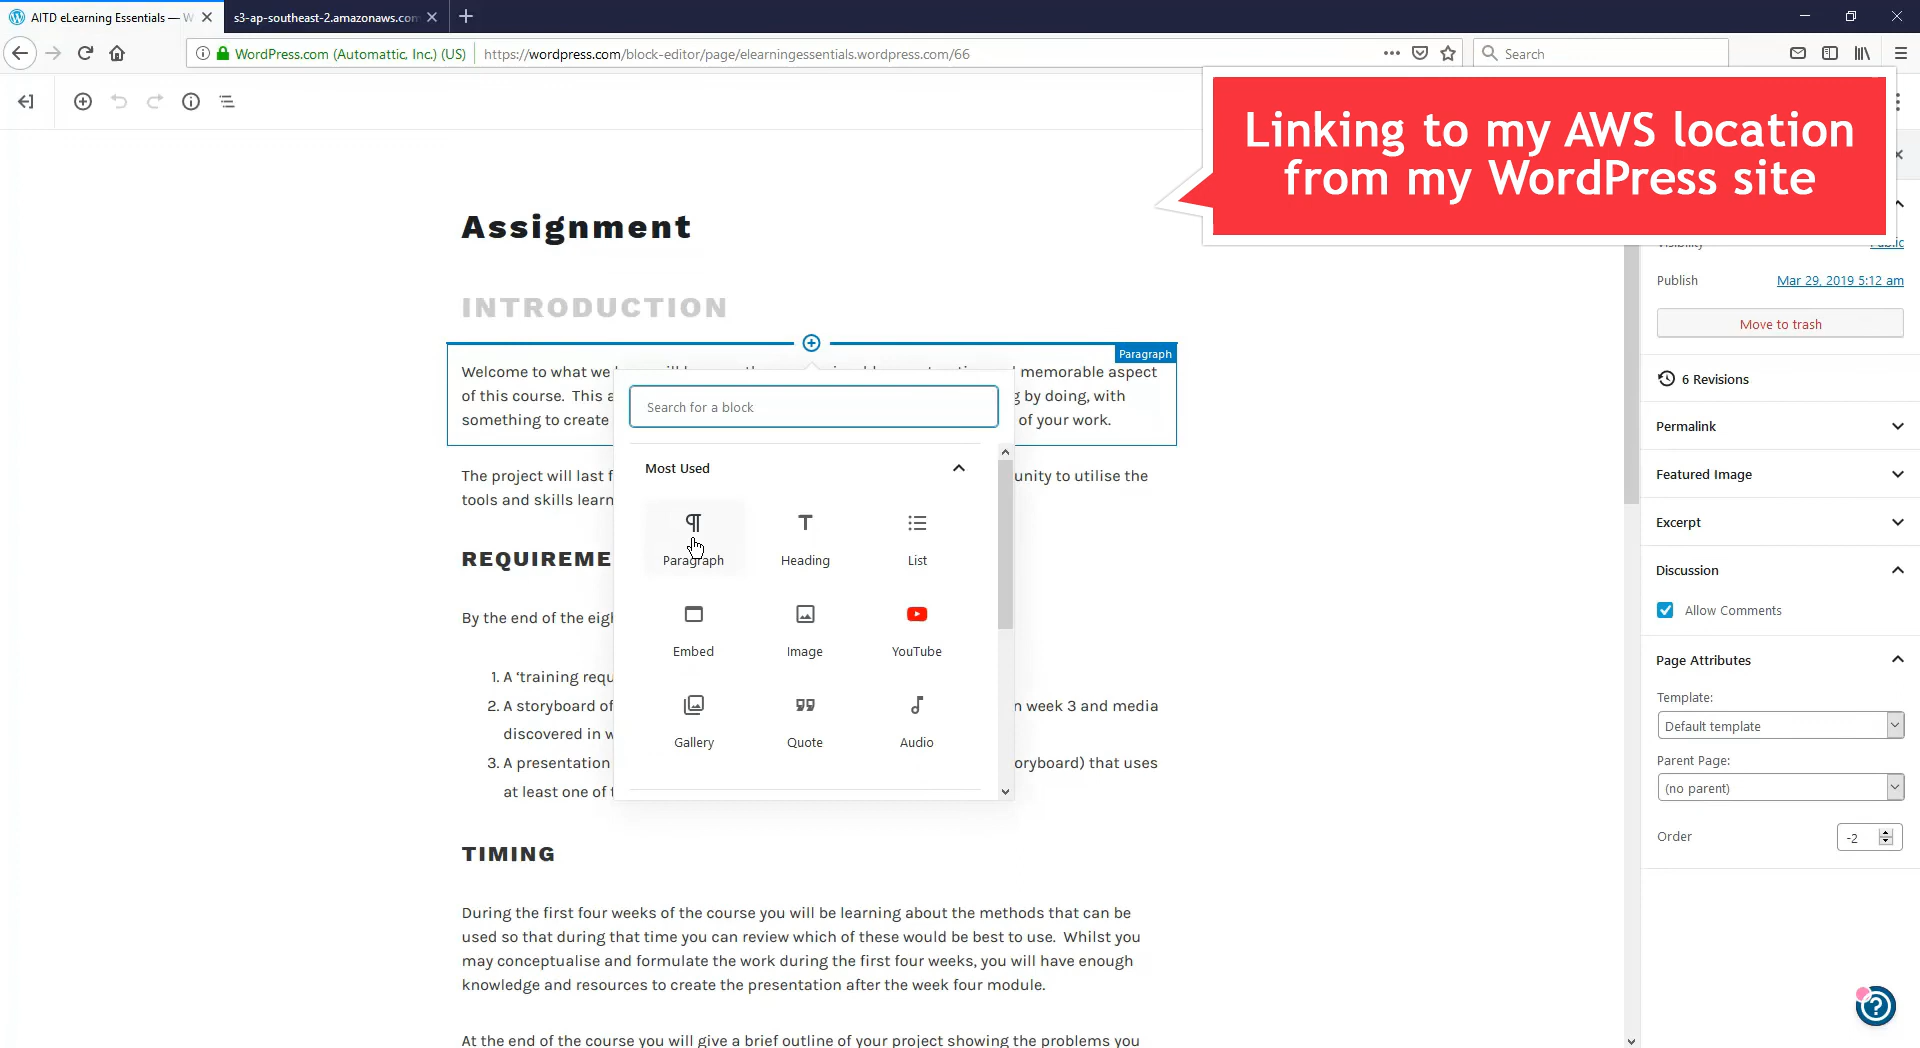 AITD eLearning Essentials — W
s3-ap-southeast-2.amazonaws.com
WordPress.com (Automattic, Inc.) (US)
https://wordpress.com/block-editor/page/elearningessentials.wordpress.com/66
Search
Linking to my AWS location
from my WordPress site
Assignment
INTRODUCTION
Paragraph
Welcome to what we
memorable aspect
of this course. This a
g by doing, with
something to create
of your work.
Search for a block
The project will last f
unity to utilise the
tools and skills learn
Most Used
Paragraph
Heading
List
Embed
Image
YouTube
Gallery
Quote
Audio
REQUIREME
By the end of the eigh
1. A ‘training requ
2. A storyboard of
n week 3 and media
discovered in w
3. A presentation
oryboard) that uses
at least one of t
TIMING
During the first four weeks of the course you will be learning about the methods that can be
used so that during that time you can review which of these would be best to use. Whilst you
may conceptualise and formulate the work during the first four weeks, you will have enough
knowledge and resources to create the presentation after the week four module.
At the end of the course you will give a brief outline of your project showing the problems you
Visibility
Public
Publish
Mar 29, 2019 5:12 am
Move to trash
6 Revisions
Permalink
Featured Image
Excerpt
Discussion
Allow Comments
Page Attributes
Template:
Default template
Parent Page:
(no parent)
Order
-2